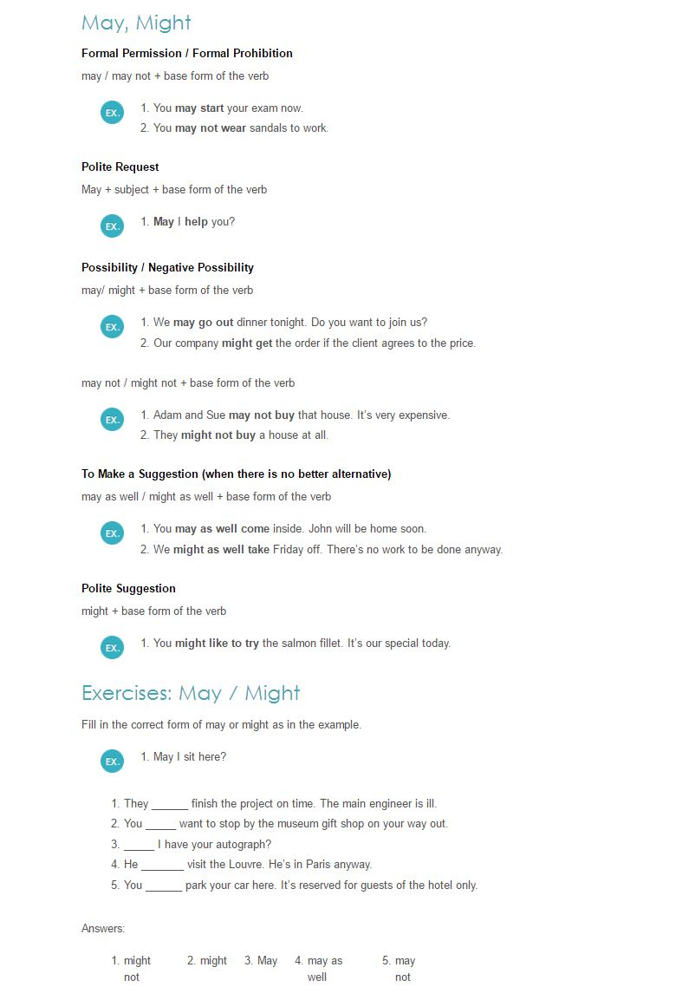 May, Might
Formal Permission / Formal Prohibition
may / may not + base form of the verb
EX.
1. You may start your exam now.
2. You may not wear sandals to work.
Polite Request
May + subject + base form of the verb
EX.
1. May I help you?
Possibility / Negative Possibility
may/ might + base form of the verb
EX.
1. We may go out dinner tonight. Do you want to join us?
2. Our company might get the order if the client agrees to the price.
may not / might not + base form of the verb
EX.
1. Adam and Sue may not buy that house. It’s very expensive.
2. They might not buy a house at all.
To Make a Suggestion (when there is no better alternative)
may as well / might as well + base form of the verb
EX.
1. You may as well come inside. John will be home soon.
2. We might as well take Friday off. There’s no work to be done anyway.
Polite Suggestion
might + base form of the verb
EX.
1. You might like to try the salmon fillet. It’s our special today.
Exercises: May / Might
Fill in the correct form of may or might as in the example.
EX.
1. May I sit here?
1. They ______ finish the project on time. The main engineer is ill.
2. You _____ want to stop by the museum gift shop on your way out.
3. _____ I have your autograph?
4. He _______ visit the Louvre. He’s in Paris anyway.
5. You ______ park your car here. It’s reserved for guests of the hotel only.
Answers:
1. might not 2. might 3. May 4. may as well 5. may not